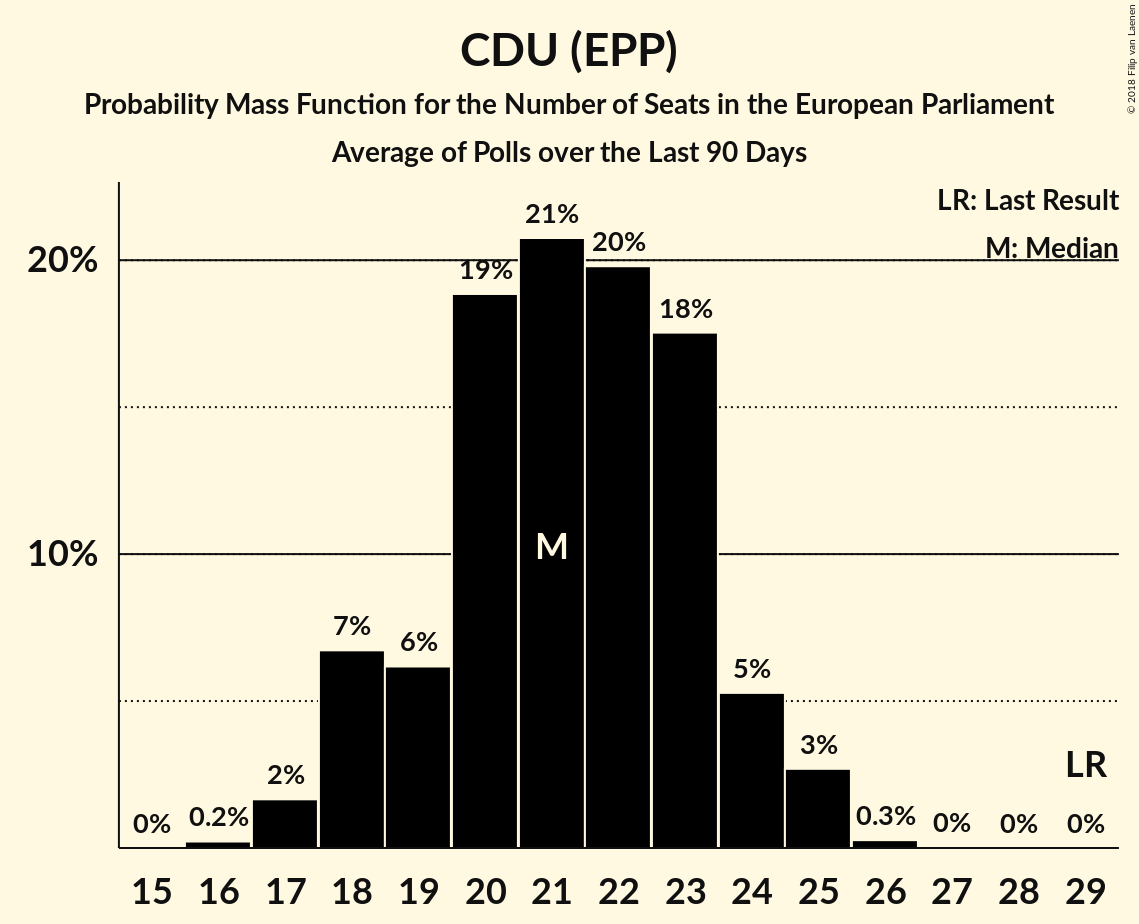 CDU (EPP)
Probability Mass Function for the Number of Seats in the European Parliament
Average of Polls over the Last 90 Days
© 2018 Filip van Laenen
LR: Last Result
M: Median
20%
10%
0%
0.2%
2%
7%
6%
19%
21%
20%
18%
5%
3%
0.3%
0%
0%
0%
M
LR
15 16 17 18 19 20 21 22 23 24 25 26 27 28 29